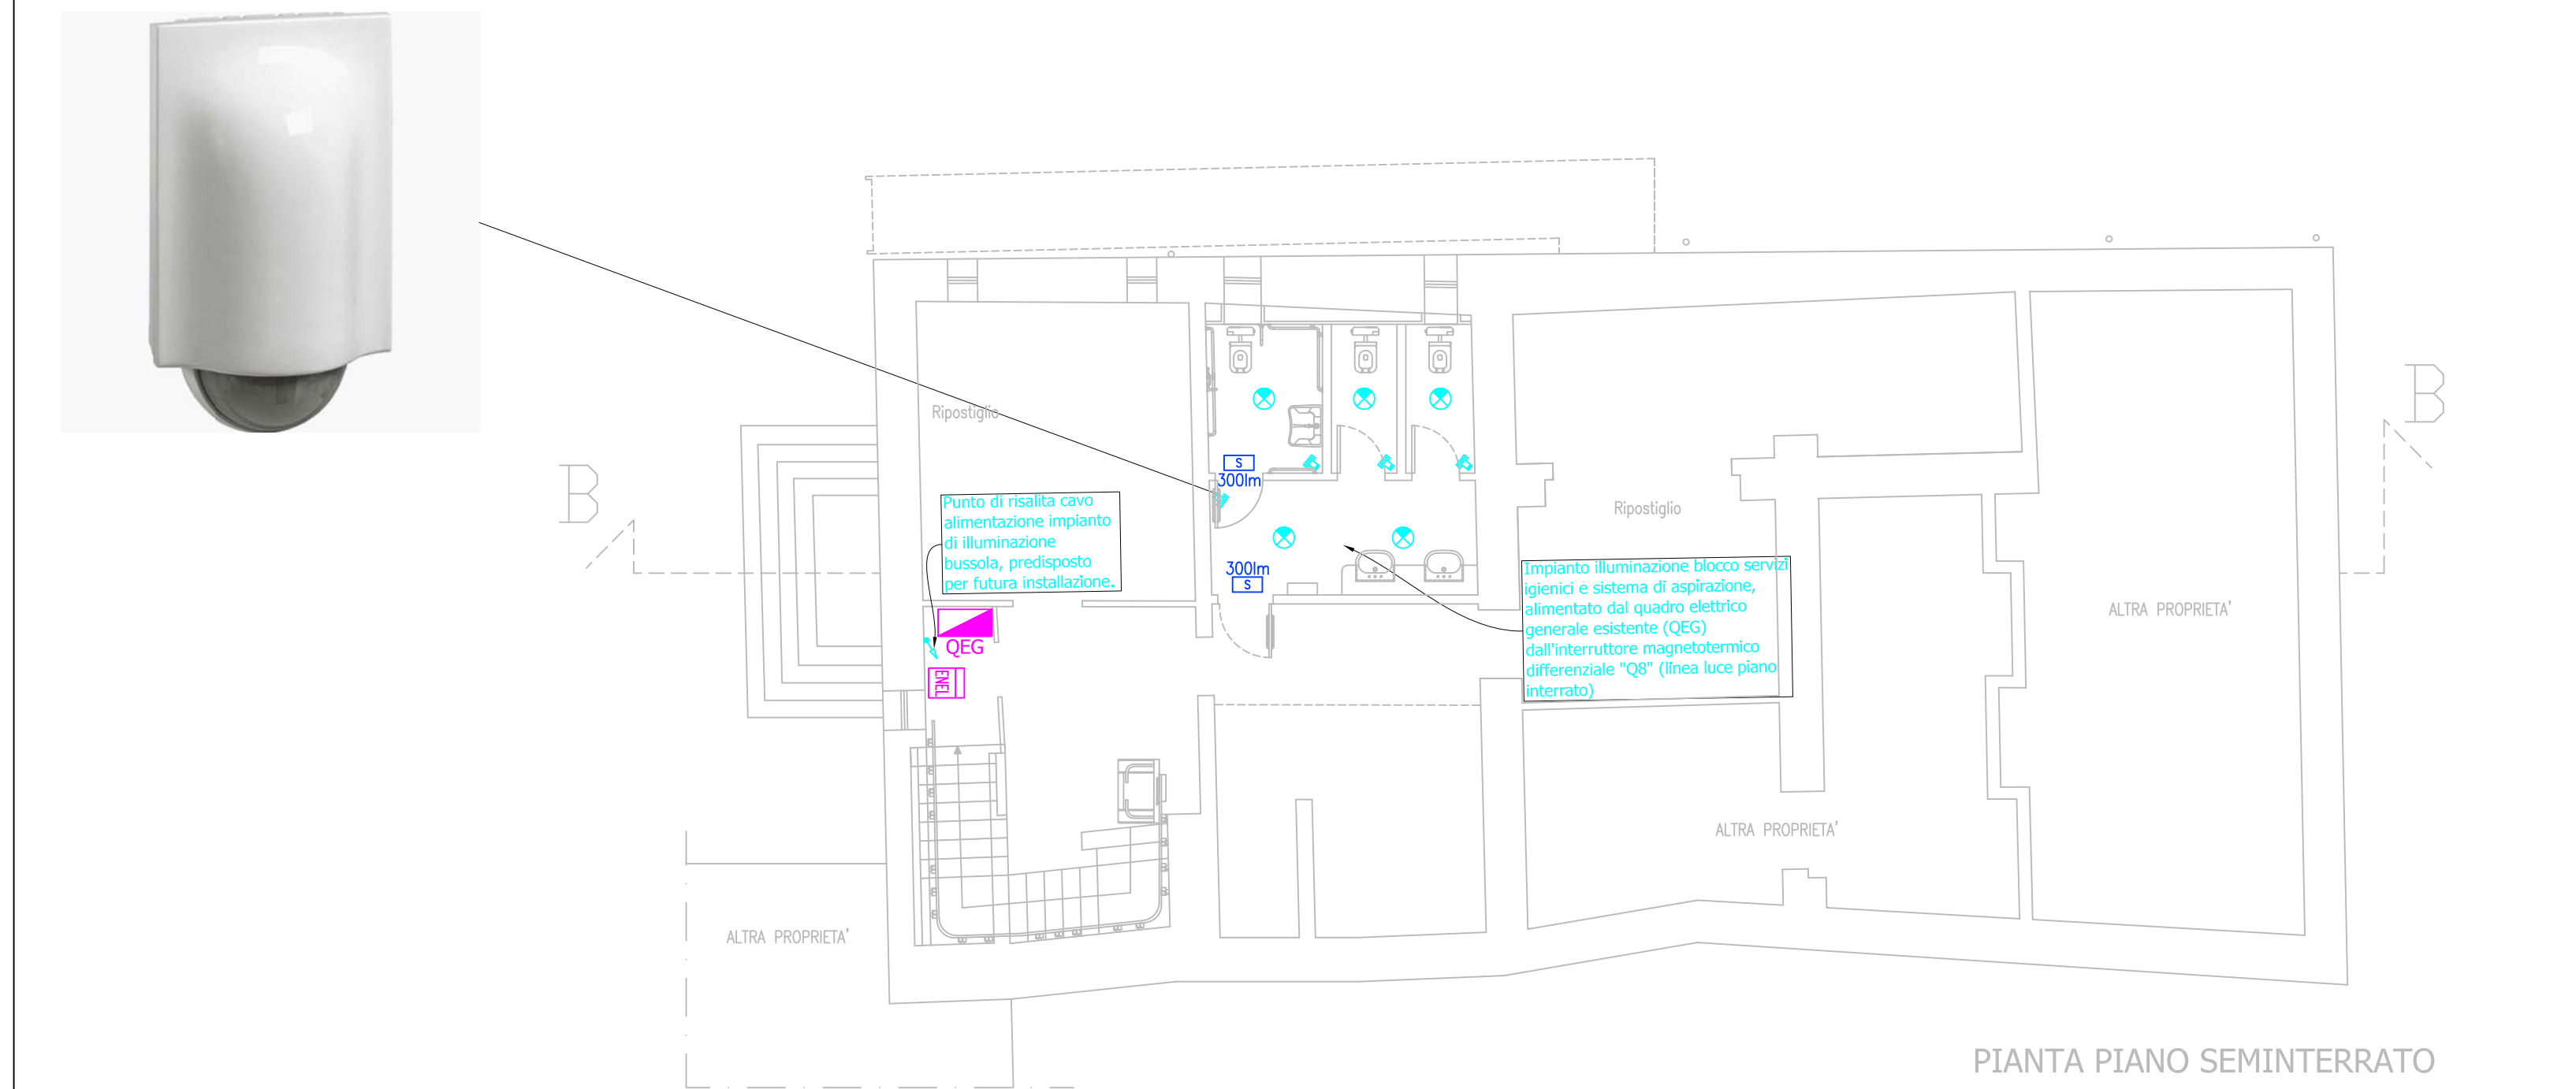 Ripostiglio
B
B
S
300lm
Punto di risalita cavo
alimentazione impianto
di illuminazione
bussola, predisposto
per futura installazione.
Ripostiglio
300lm
S
Impianto illuminazione blocco servizi
igienici e sistema di aspirazione,
alimentato dal quadro elettrico
generale esistente (QEG)
dall'interruttore magnetotermico
differenziale "Q8" (linea luce piano
interrato)
ALTRA PROPRIETA'
QEG
ENEL
ALTRA PROPRIETA'
ALTRA PROPRIETA'
PIANTA PIANO SEMINTERRATO